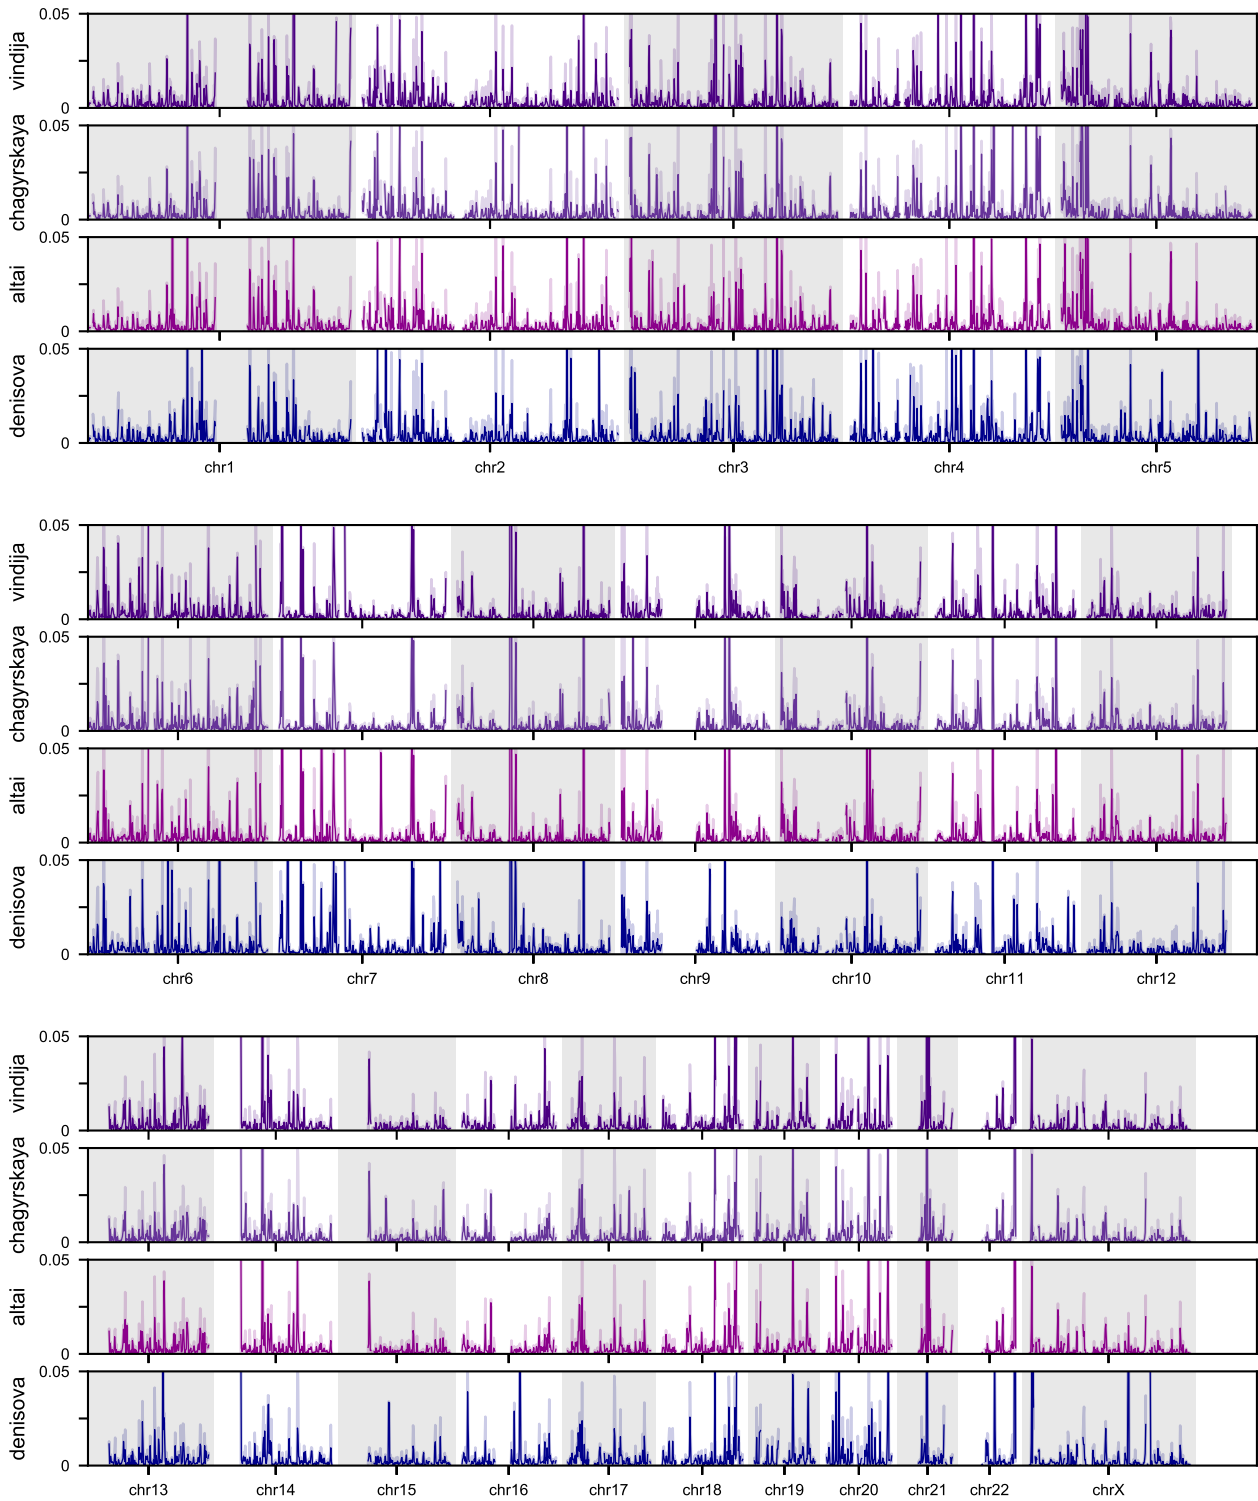 0.05
vindija
0
0.05
chagyrskaya
0
0.05
altai
0
0.05
denisova
0
chr1 chr2 chr3 chr4 chr5
0.05
vindija
0
0.05
chagyrskaya
0
0.05
altai
0
0.05
denisova
0
chr6 chr7 chr8 chr9 chr10 chr11 chr12
0.05
vindija
0
0.05
chagyrskaya
0
0.05
altai
0
0.05
denisova
0
chr13 chr14 chr15 chr16 chr17 chr18 chr19 chr20 chr21 chr22 chrX